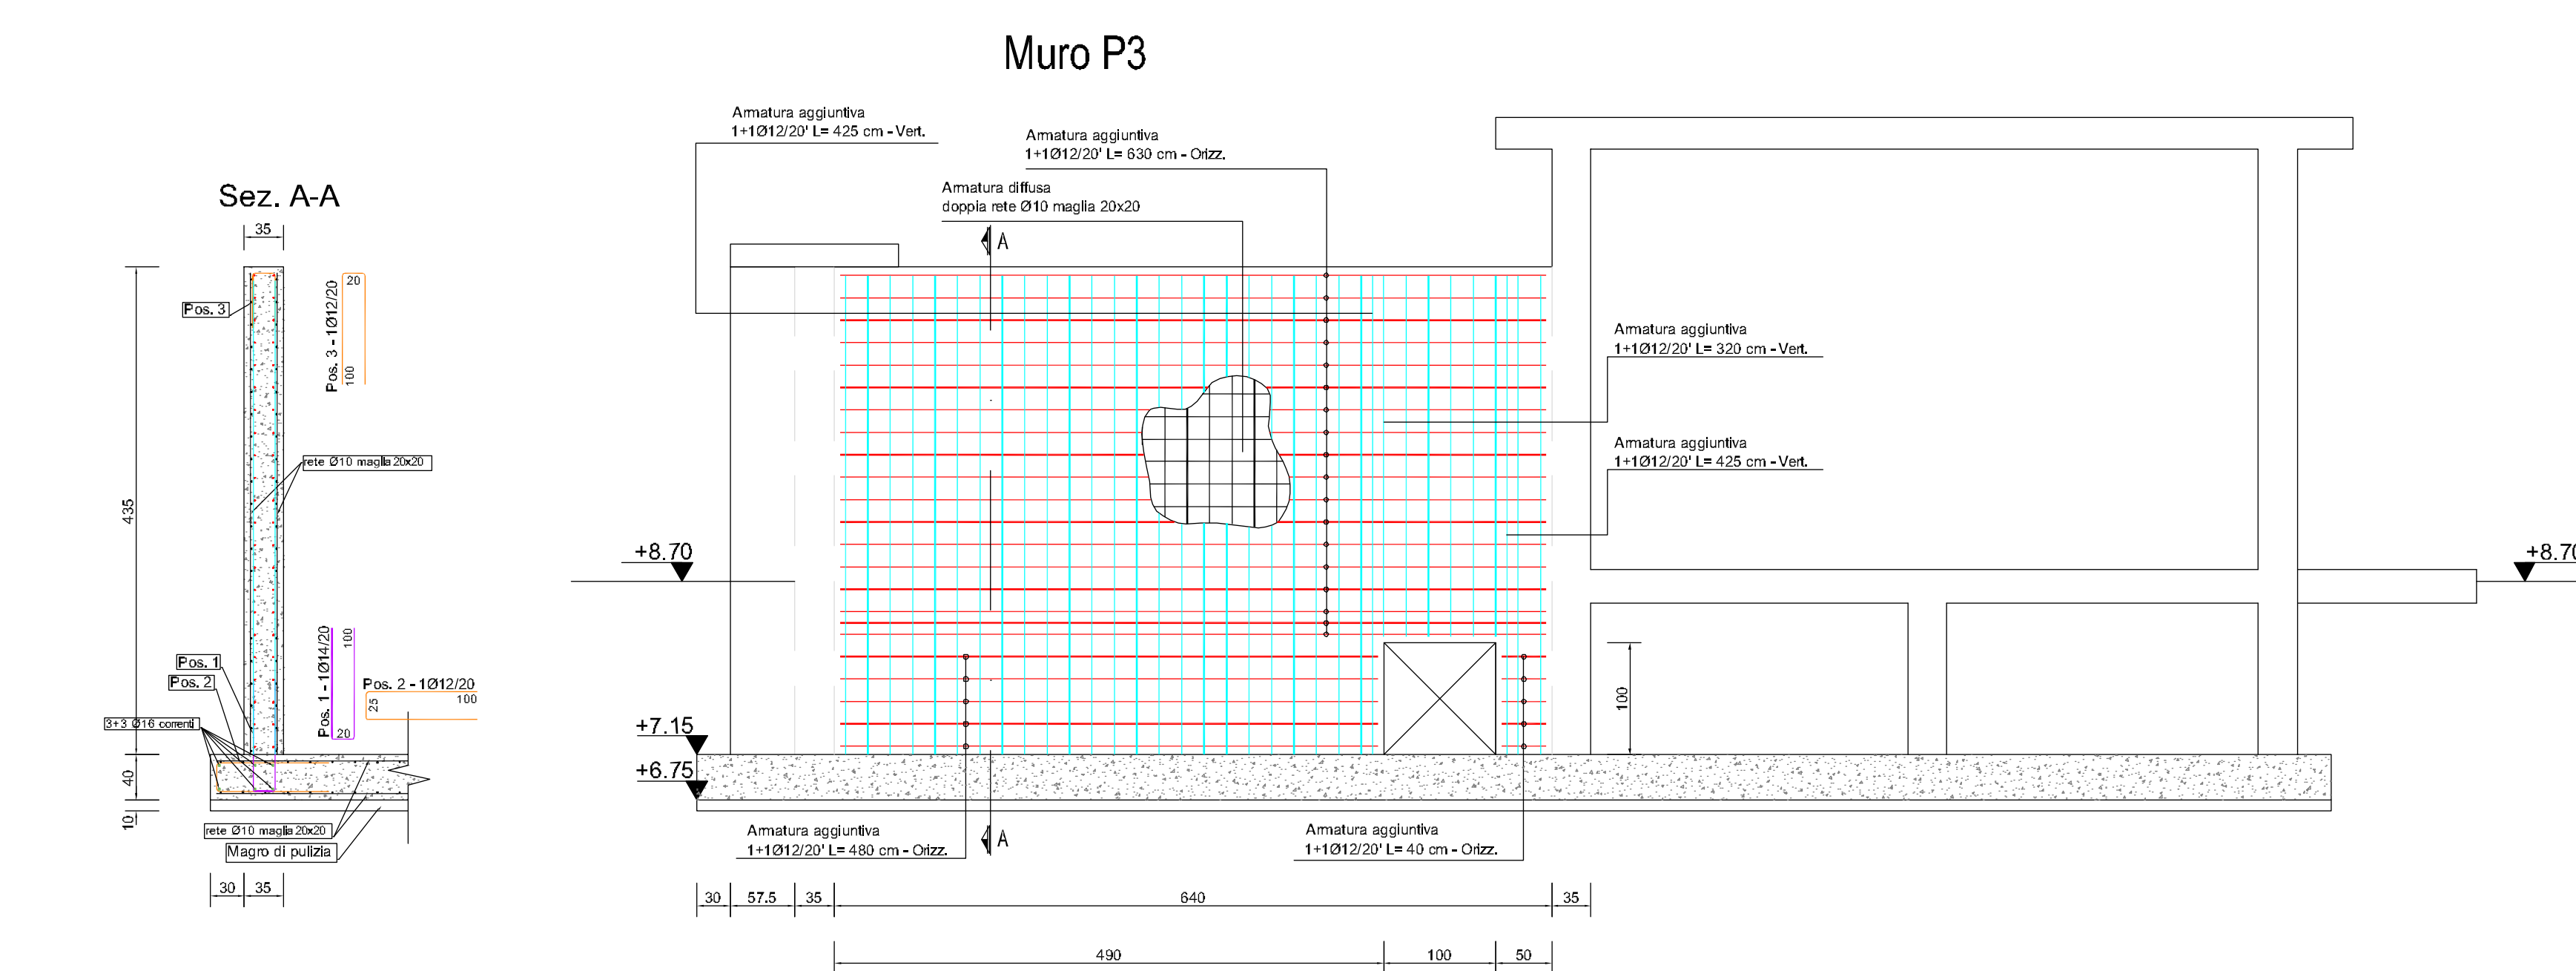 Muro P3
Armatura aggiuntiva
1+1Ø12/20' L= 425 cm - Vert.
Armatura aggiuntiva
1+1Ø12/20' L= 630 cm - Orizz.
Armatura diffusa
doppia rete Ø10 maglia 20x20
A
Sez. A-A
35
Pos. 3
Pos. 3 - 1Ø12/20
20
100
rete Ø10 maglia 20x20
435
Pos. 1
Pos. 2
Pos. 1 - 1Ø14/20
100
20
Pos. 2 - 1Ø12/20
25
100
3+3 Ø16 correnti
40
10
rete Ø10 maglia 20x20
Magro di pulizia
30
35
Armatura aggiuntiva
1+1Ø12/20' L= 320 cm - Vert.
Armatura aggiuntiva
1+1Ø12/20' L= 425 cm - Vert.
+8.70
+8.70
+7.15
+6.75
100
Armatura aggiuntiva
1+1Ø12/20' L= 480 cm - Orizz.
A
Armatura aggiuntiva
1+1Ø12/20' L= 40 cm - Orizz.
30
57.5
35
640
35
490
100
50